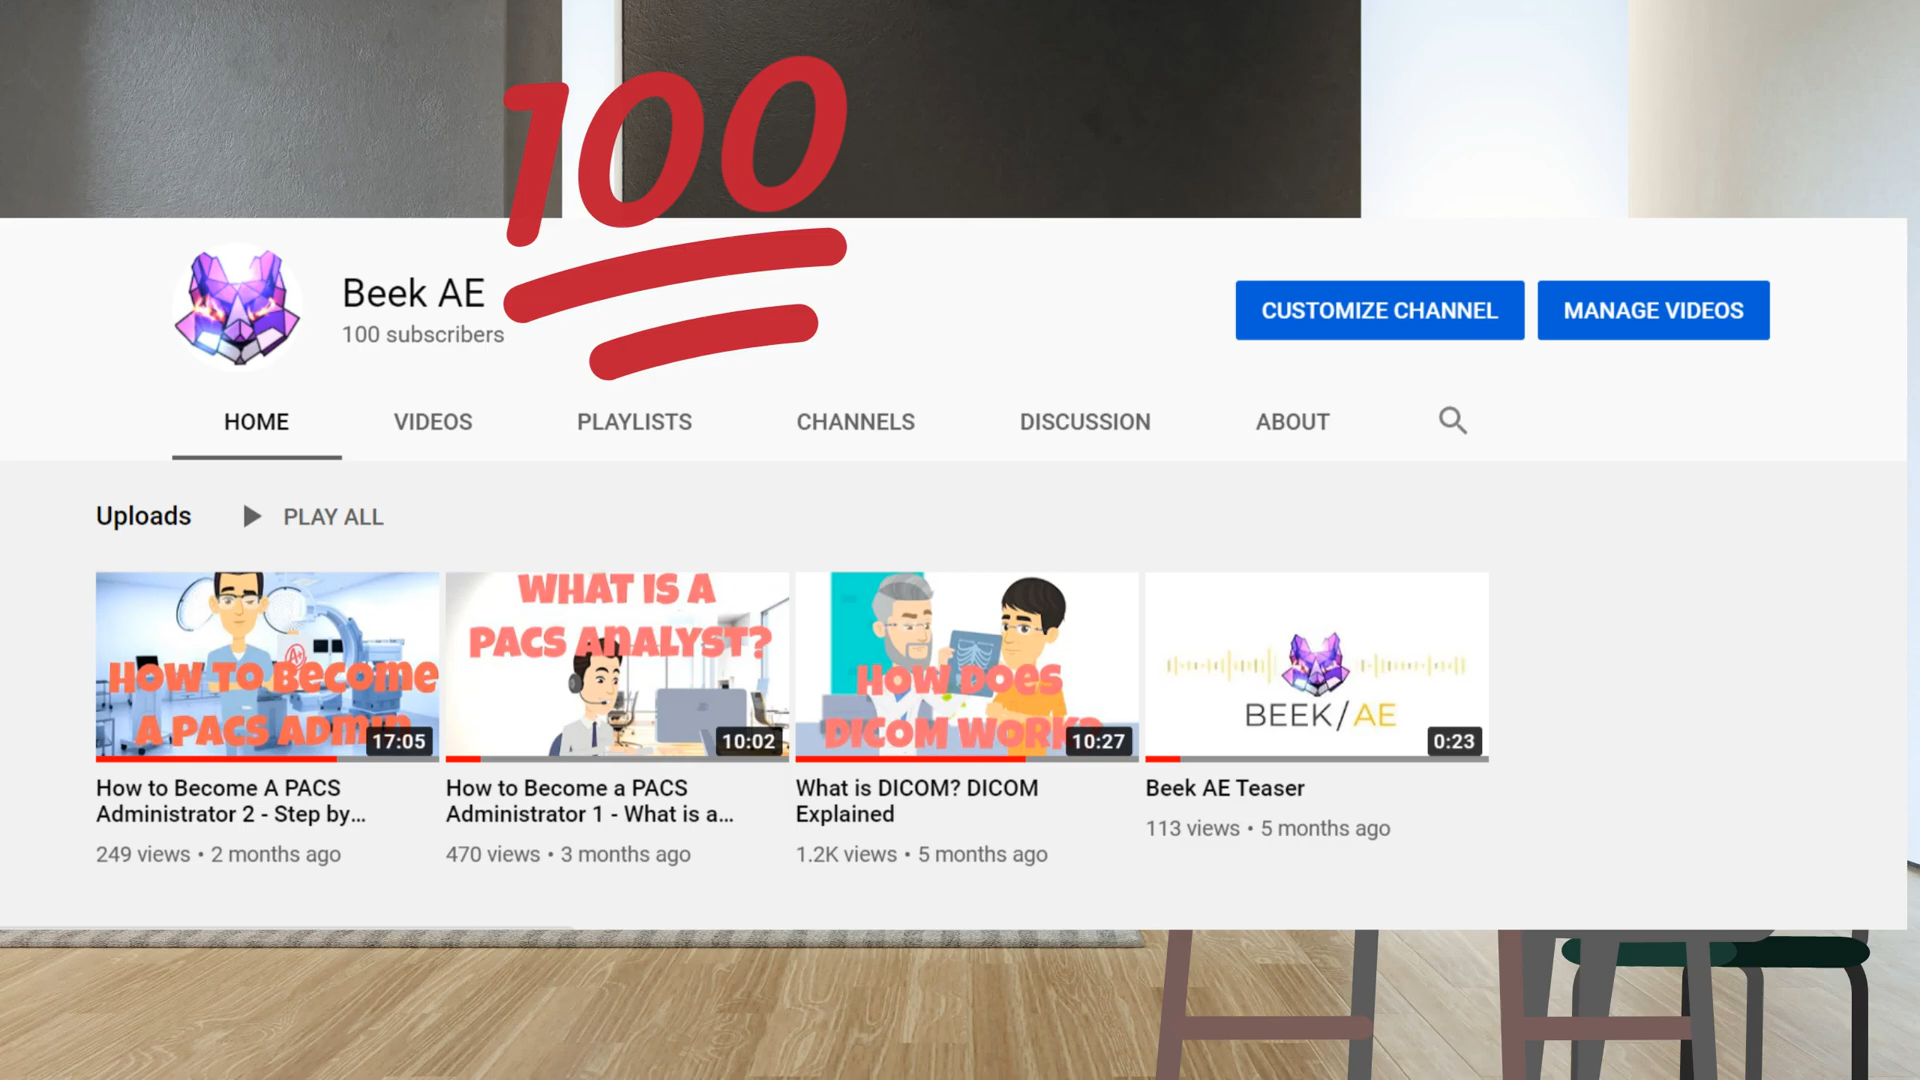 100
Beek AE
100 subscribers
CUSTOMIZE CHANNEL
MANAGE VIDEOS
HOME
VIDEOS
PLAYLISTS
CHANNELS
DISCUSSION
ABOUT
Uploads
PLAY ALL
A+
HOW TO Become
A PACS ADMIN
17:05
How to Become A PACS
Administrator 2 - Step by...
249 views • 2 months ago
WHAT IS A
PACS ANALYST?
10:02
How to Become a PACS
Administrator 1 - What is a...
470 views • 3 months ago
HOW DOES
DICOM WORK?
10:27
What is DICOM? DICOM
Explained
1.2K views • 5 months ago
BEEK/AE
0:23
Beek AE Teaser
113 views • 5 months ago